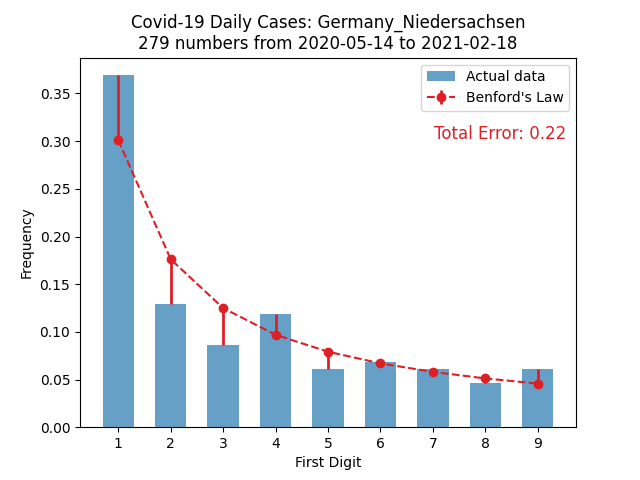 Covid-19 Daily Cases: Germany_Niedersachsen
279 numbers from 2020-05-14 to 2021-02-18
Actual data
Benford's Law
Total Error: 0.22
Frequency
0.35
0.30
0.25
0.20
0.15
0.10
0.05
0.00
1 2 3 4 5 6 7 8 9
First Digit